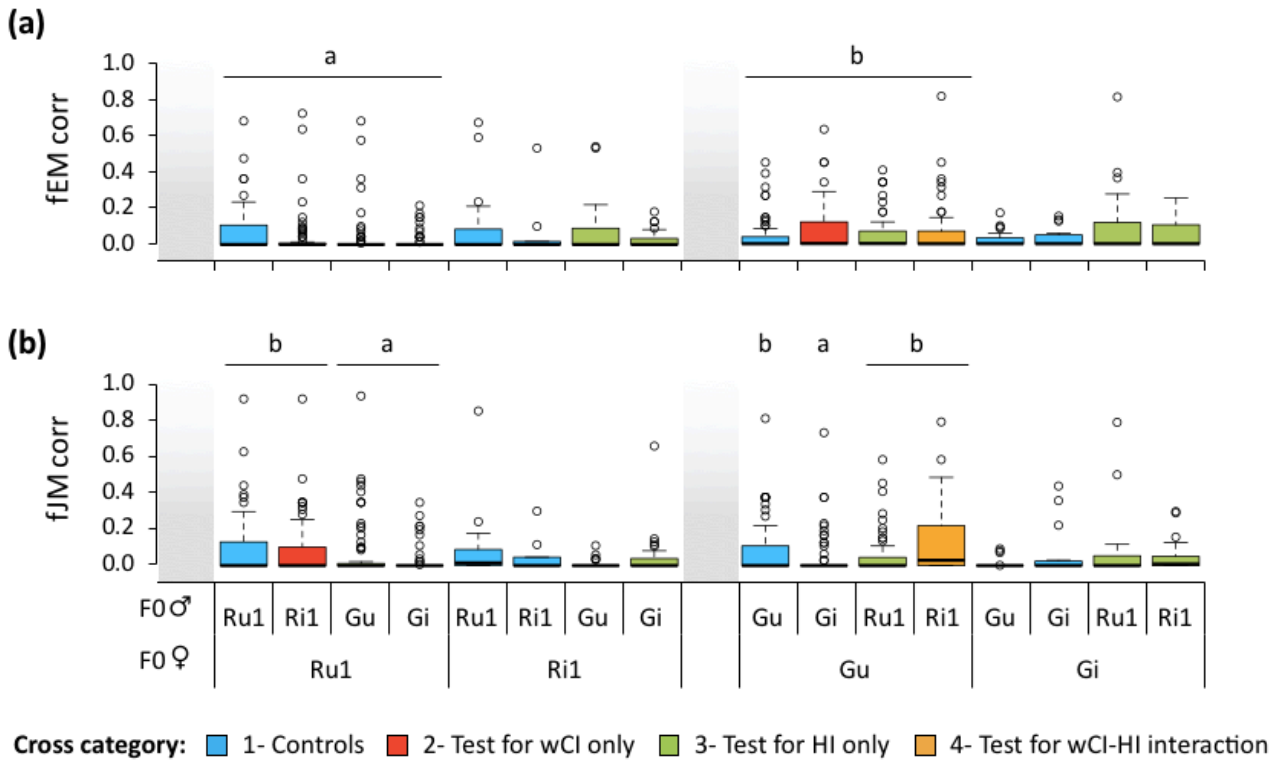 (a)
a b
1.0
0.8
0.6
0.4
0.2
0.0
fEM corr
(b)
b a b a b
1.0
0.8
0.6
0.4
0.2
0.0
fJM corr
F0 ♂ Ru1 Ri1 Gu Gi Ru1 Ri1 Gu Gi Gu Gi Ru1 Ri1 Gu Gi Ru1 Ri1
F0 ♀ Ru1 Ri1 Gu Gi
Cross category: 1- Controls 2- Test for wCI only 3- Test for HI only 4- Test for wCI-HI interaction